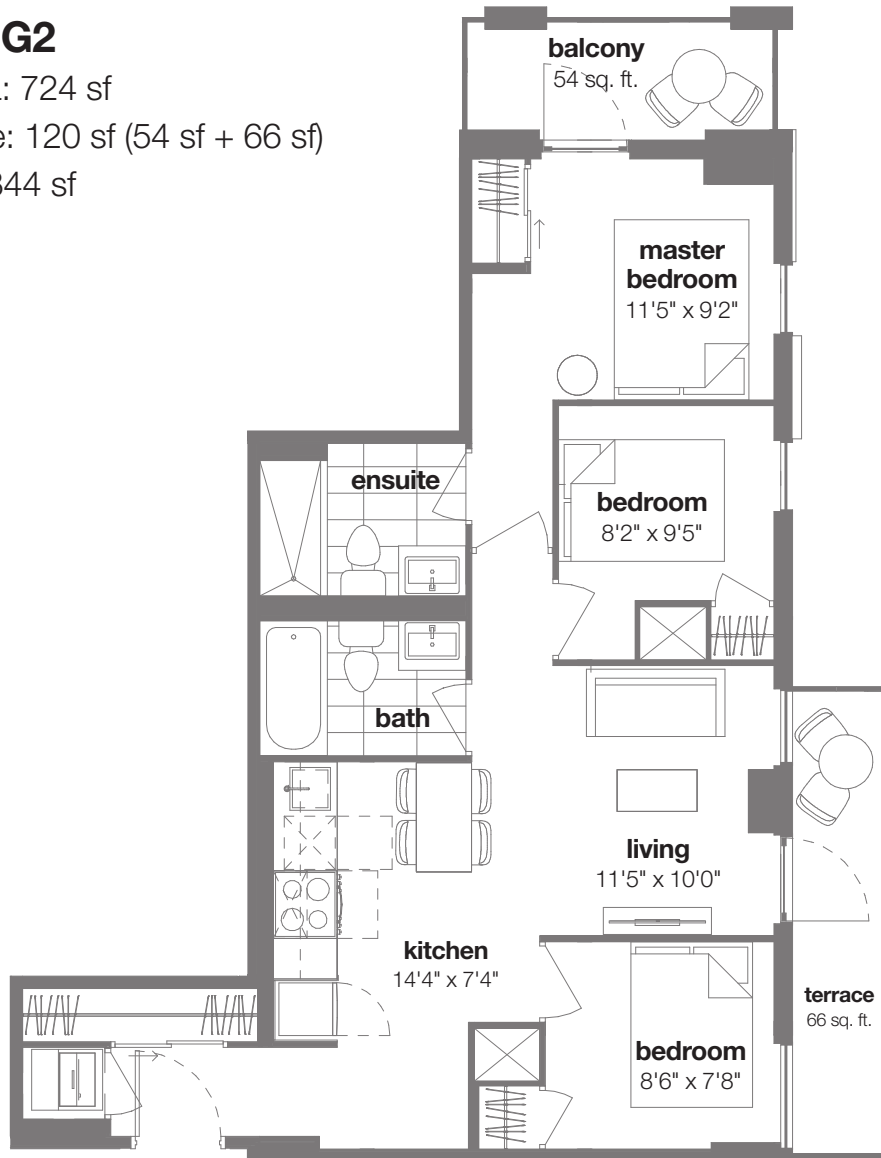 G2
: 724 sf
e: 120 sf (54 sf + 66 sf)
844 sf
balcony
54 sq. ft.
master
bedroom
11'5" x 9'2"
ensuite
bedroom
8'2" x 9'5"
bath
living
11'5" x 10'0"
kitchen
14'4" x 7'4"
terrace
66 sq. ft.
bedroom
8'6" x 7'8"